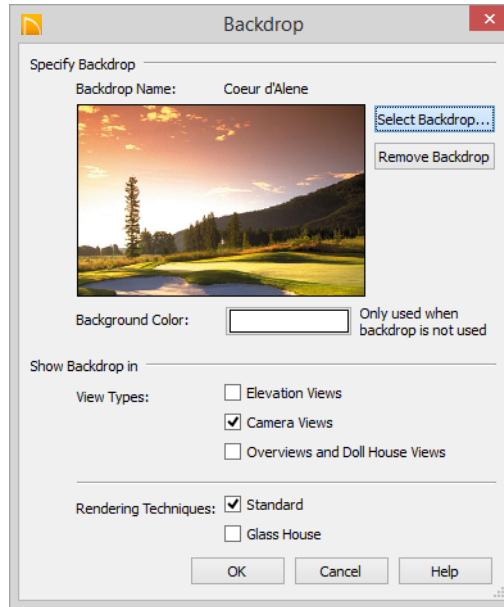 Backdrop
Specify Backdrop
Backdrop Name: Coeur d'Alene
Select Backdrop...
Remove Backdrop
Background Color: Only used when
backdrop is not used
Show Backdrop in
View Types: Elevation Views
Camera Views
Overviews and Doll House Views
Rendering Techniques: Standard
Glass House
OK Cancel Help